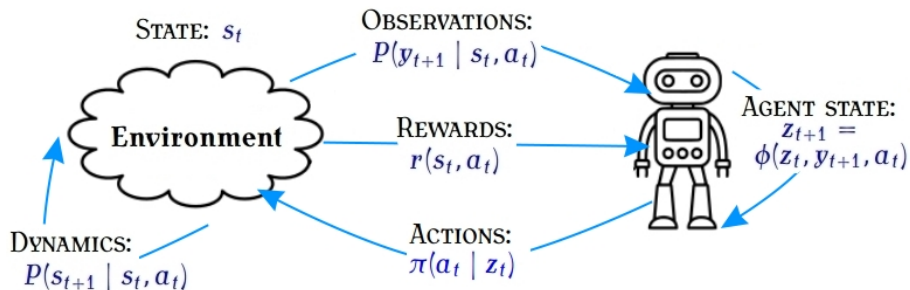 STATE: s_t
OBSERVATIONS:
P(y_{t+1} | s_t, a_t)
Environment
REWARDS:
r(s_t, a_t)
AGENT STATE:
z_{t+1} =
ϕ(z_t, y_{t+1}, a_t)
DYNAMICS:
P(s_{t+1} | s_t, a_t)
ACTIONS:
π(a_t | z_t)